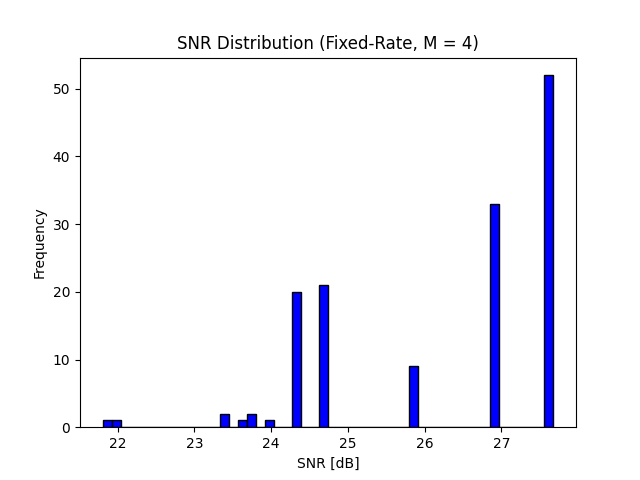 SNR Distribution (Fixed-Rate, M = 4)
Frequency
50
40
30
20
10
0
22 23 24 25 26 27
SNR [dB]